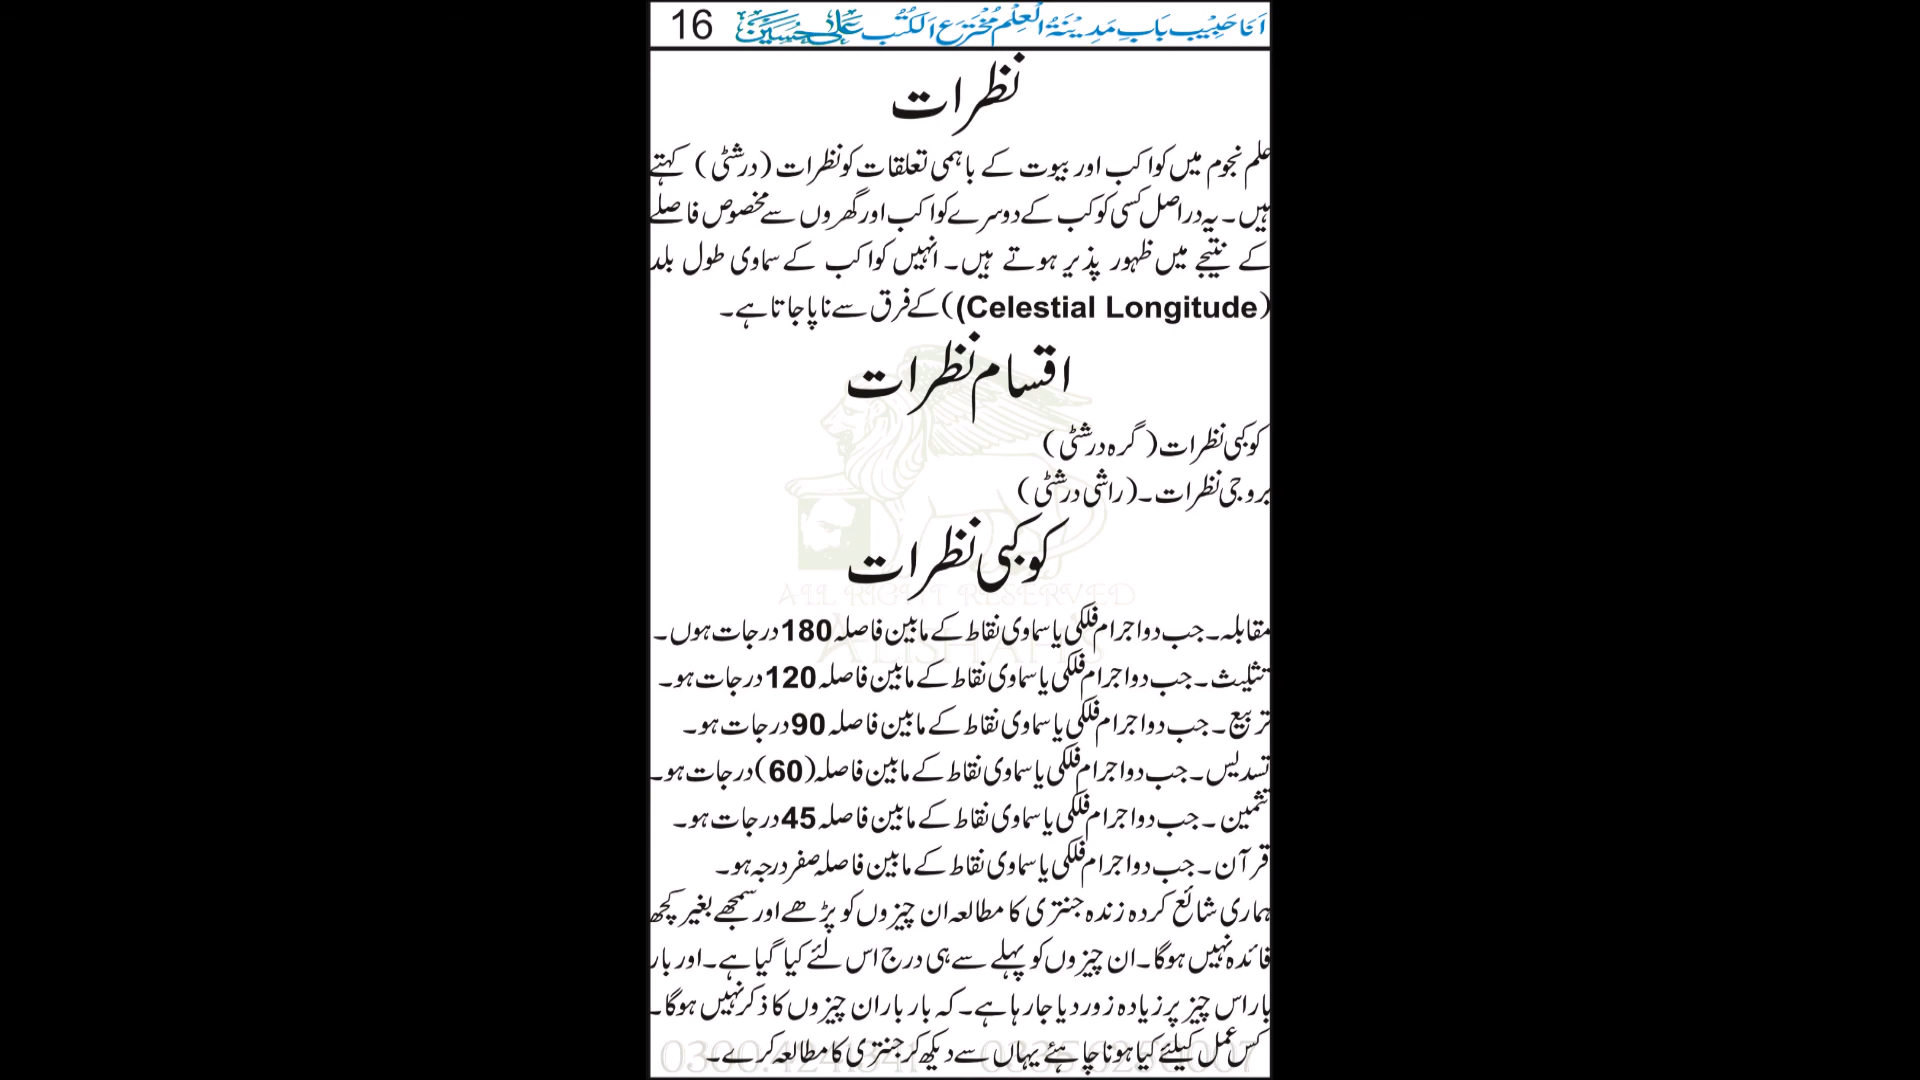 16 اَنَا حَبِیْب بَابِ مَدِیْنَةُ الْعِلْم مُخْتَرَع الْکُتُب عَلی حُسَیْن
نظرات
علم نجوم میں کواکب اور بیوت کے باہمی تعلقات کو نظرات (درشٹی) کہتے
ہیں۔ یہ دراصل کسی کوکب کے دوسرے کواکب اور گھروں سے مخصوص فاصلے
کے نتیجے میں ظہور پذیر ہوتے ہیں۔ انہیں کواکب کے سماوی طول بلد
(Celestial Longitude)) کے فرق سے ناپا جاتا ہے۔
اقسام نظرات
کوکبی نظرات (گرہ درشٹی)
بروجی نظرات۔ (راشی درشٹی)
کوکبی نظرات
ALL RIGHT RESERVED
مقابلہ۔ جب دو اجرام فلکی یا سماوی نقاط کے مابین فاصلہ 180 درجات ہوں۔
تثلیث۔ جب دو اجرام فلکی یا سماوی نقاط کے مابین فاصلہ 120 درجات ہو۔
تربیع۔ جب دو اجرام فلکی یا سماوی نقاط کے مابین فاصلہ 90 درجات ہو۔
تسدیس۔ جب دو اجرام فلکی یا سماوی نقاط کے مابین فاصلہ (60) درجات ہو۔
تثمین۔ جب دو اجرام فلکی یا سماوی نقاط کے مابین فاصلہ 45 درجات ہو۔
قرآن۔ جب دو اجرام فلکی یا سماوی نقاط کے مابین فاصلہ صفر درجہ ہو۔
ہماری شائع کردہ زندہ جنتری کا مطالعہ ان چیزوں کو پڑھے اور سمجھے بغیر کچھ
فائدہ نہیں ہوگا۔ ان چیزوں کو پہلے سے ہی درج اس لئے کیا گیا ہے۔ اور بار
بار اس چیز پر زیادہ زور دیا جا رہا ہے۔ کہ بار بار ان چیزوں کا ذکر نہیں ہوگا۔
کس عمل کیلئے کیا ہونا چاہئے یہاں سے دیکھ کر جنتری کا مطالعہ کرے۔